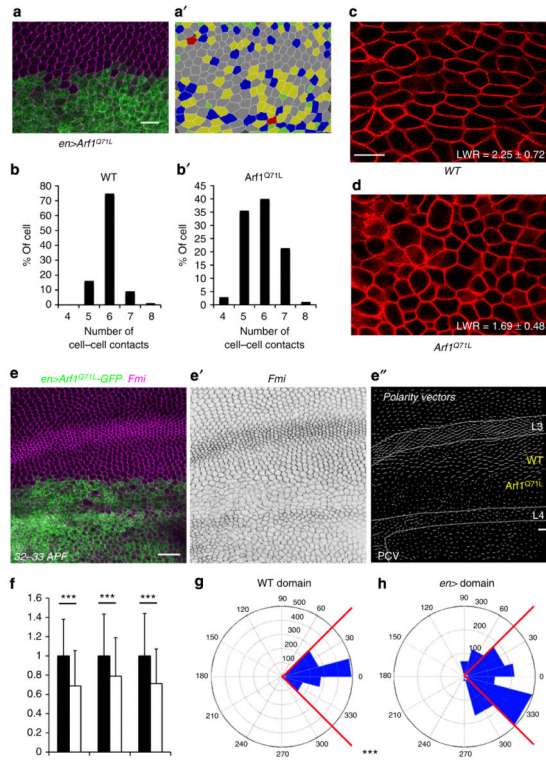 a
a′
c
en>Arf1Q71L
LWR = 2.25 ± 0.72
WT
b
WT
b′
Arf1Q71L
% Of cell
80
70
60
50
40
30
20
10
0
4 5 6 7 8
Number of
cell–cell contacts
% Of cell
45
40
35
30
25
20
15
10
5
0
4 5 6 7 8
Number of
cell–cell contacts
d
LWR = 1.69 ± 0.48
Arf1Q71L
e
en>Arf1Q71L-GFP Fmi
32–33 APF
e′
Fmi
e″
Polarity vectors
L3
WT
Arf1Q71L
L4
PCV
f
*** *** ***
1.6
1.4
1.2
1
0.8
0.6
0.4
0.2
0
g
WT domain
90
120
60
150
30
180
0
210
330
240
300
270
500
400
300
200
100
***
h
en> domain
90
120
60
150
30
180
0
210
330
240
300
270
300
200
100